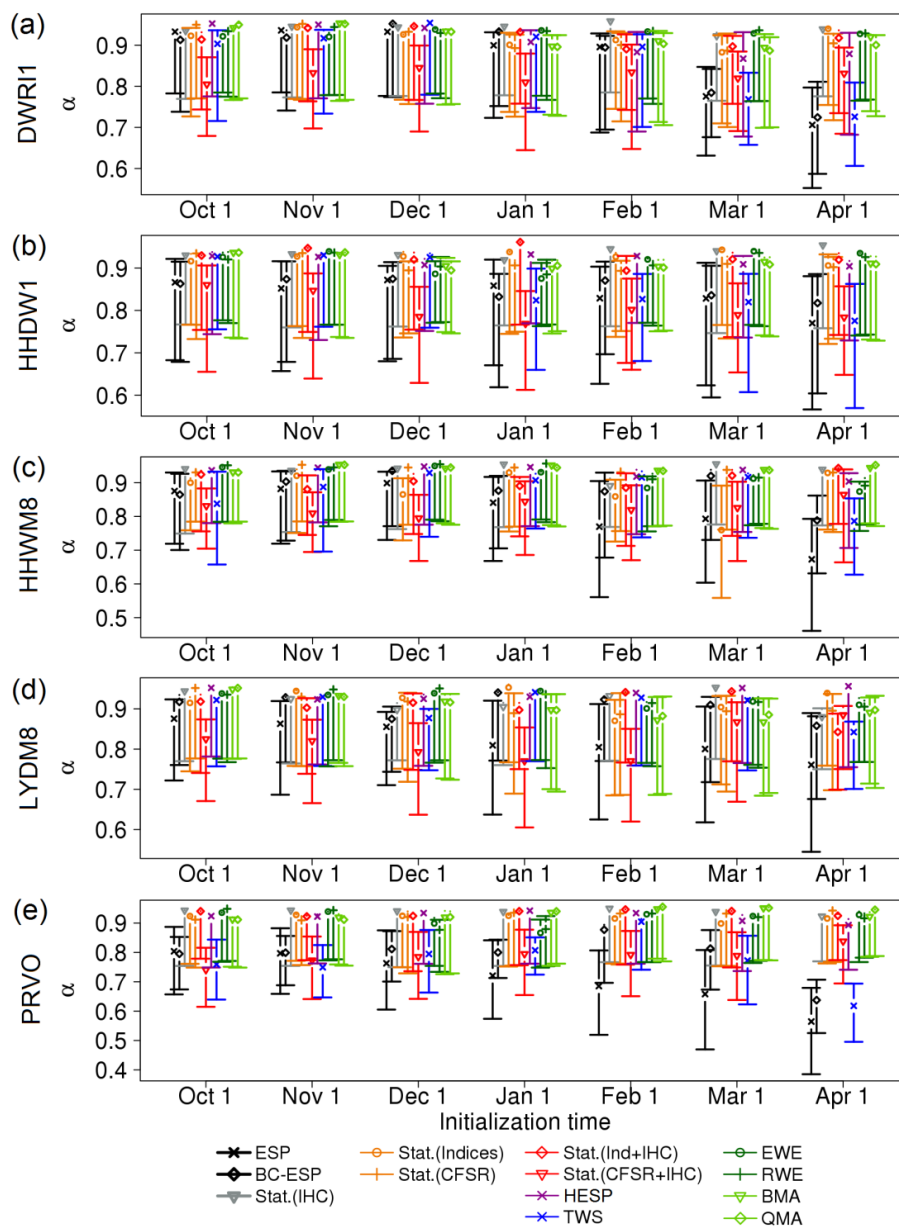 (a)
DWRI1
α
0.9
0.8
0.7
0.6
Oct 1 Nov 1 Dec 1 Jan 1 Feb 1 Mar 1 Apr 1
(b)
HHDW1
α
0.9
0.8
0.7
0.6
Oct 1 Nov 1 Dec 1 Jan 1 Feb 1 Mar 1 Apr 1
(c)
HHWM8
α
0.9
0.8
0.7
0.6
0.5
Oct 1 Nov 1 Dec 1 Jan 1 Feb 1 Mar 1 Apr 1
(d)
LYDM8
α
0.9
0.8
0.7
0.6
Oct 1 Nov 1 Dec 1 Jan 1 Feb 1 Mar 1 Apr 1
(e)
PRVO
α
0.9
0.8
0.7
0.6
0.5
0.4
Oct 1 Nov 1 Dec 1 Jan 1 Feb 1 Mar 1 Apr 1
Initialization time
ESP
BC-ESP
Stat.(IHC)
Stat.(Indices)
Stat.(CFSR)
Stat.(Ind+IHC)
Stat.(CFSR+IHC)
HESP
TWS
EWE
RWE
BMA
QMA